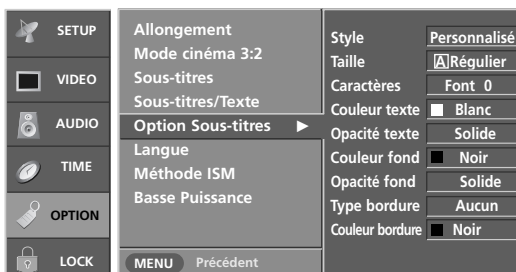 SETUP
VIDEO
AUDIO
TIME
OPTION
LOCK
Allongement
Mode cinéma 3:2
Sous-titres
Sous-titres/Texte
Option Sous-titres ►
Langue
Méthode ISM
Basse Puissance
MENU Précédent
Style Personnalisé
Taille A Régulier
Caractères Font 0
Couleur texte Blanc
Opacité texte Solide
Couleur fond Noir
Opacité fond Solide
Type bordure Aucun
Couleur bordure Noir